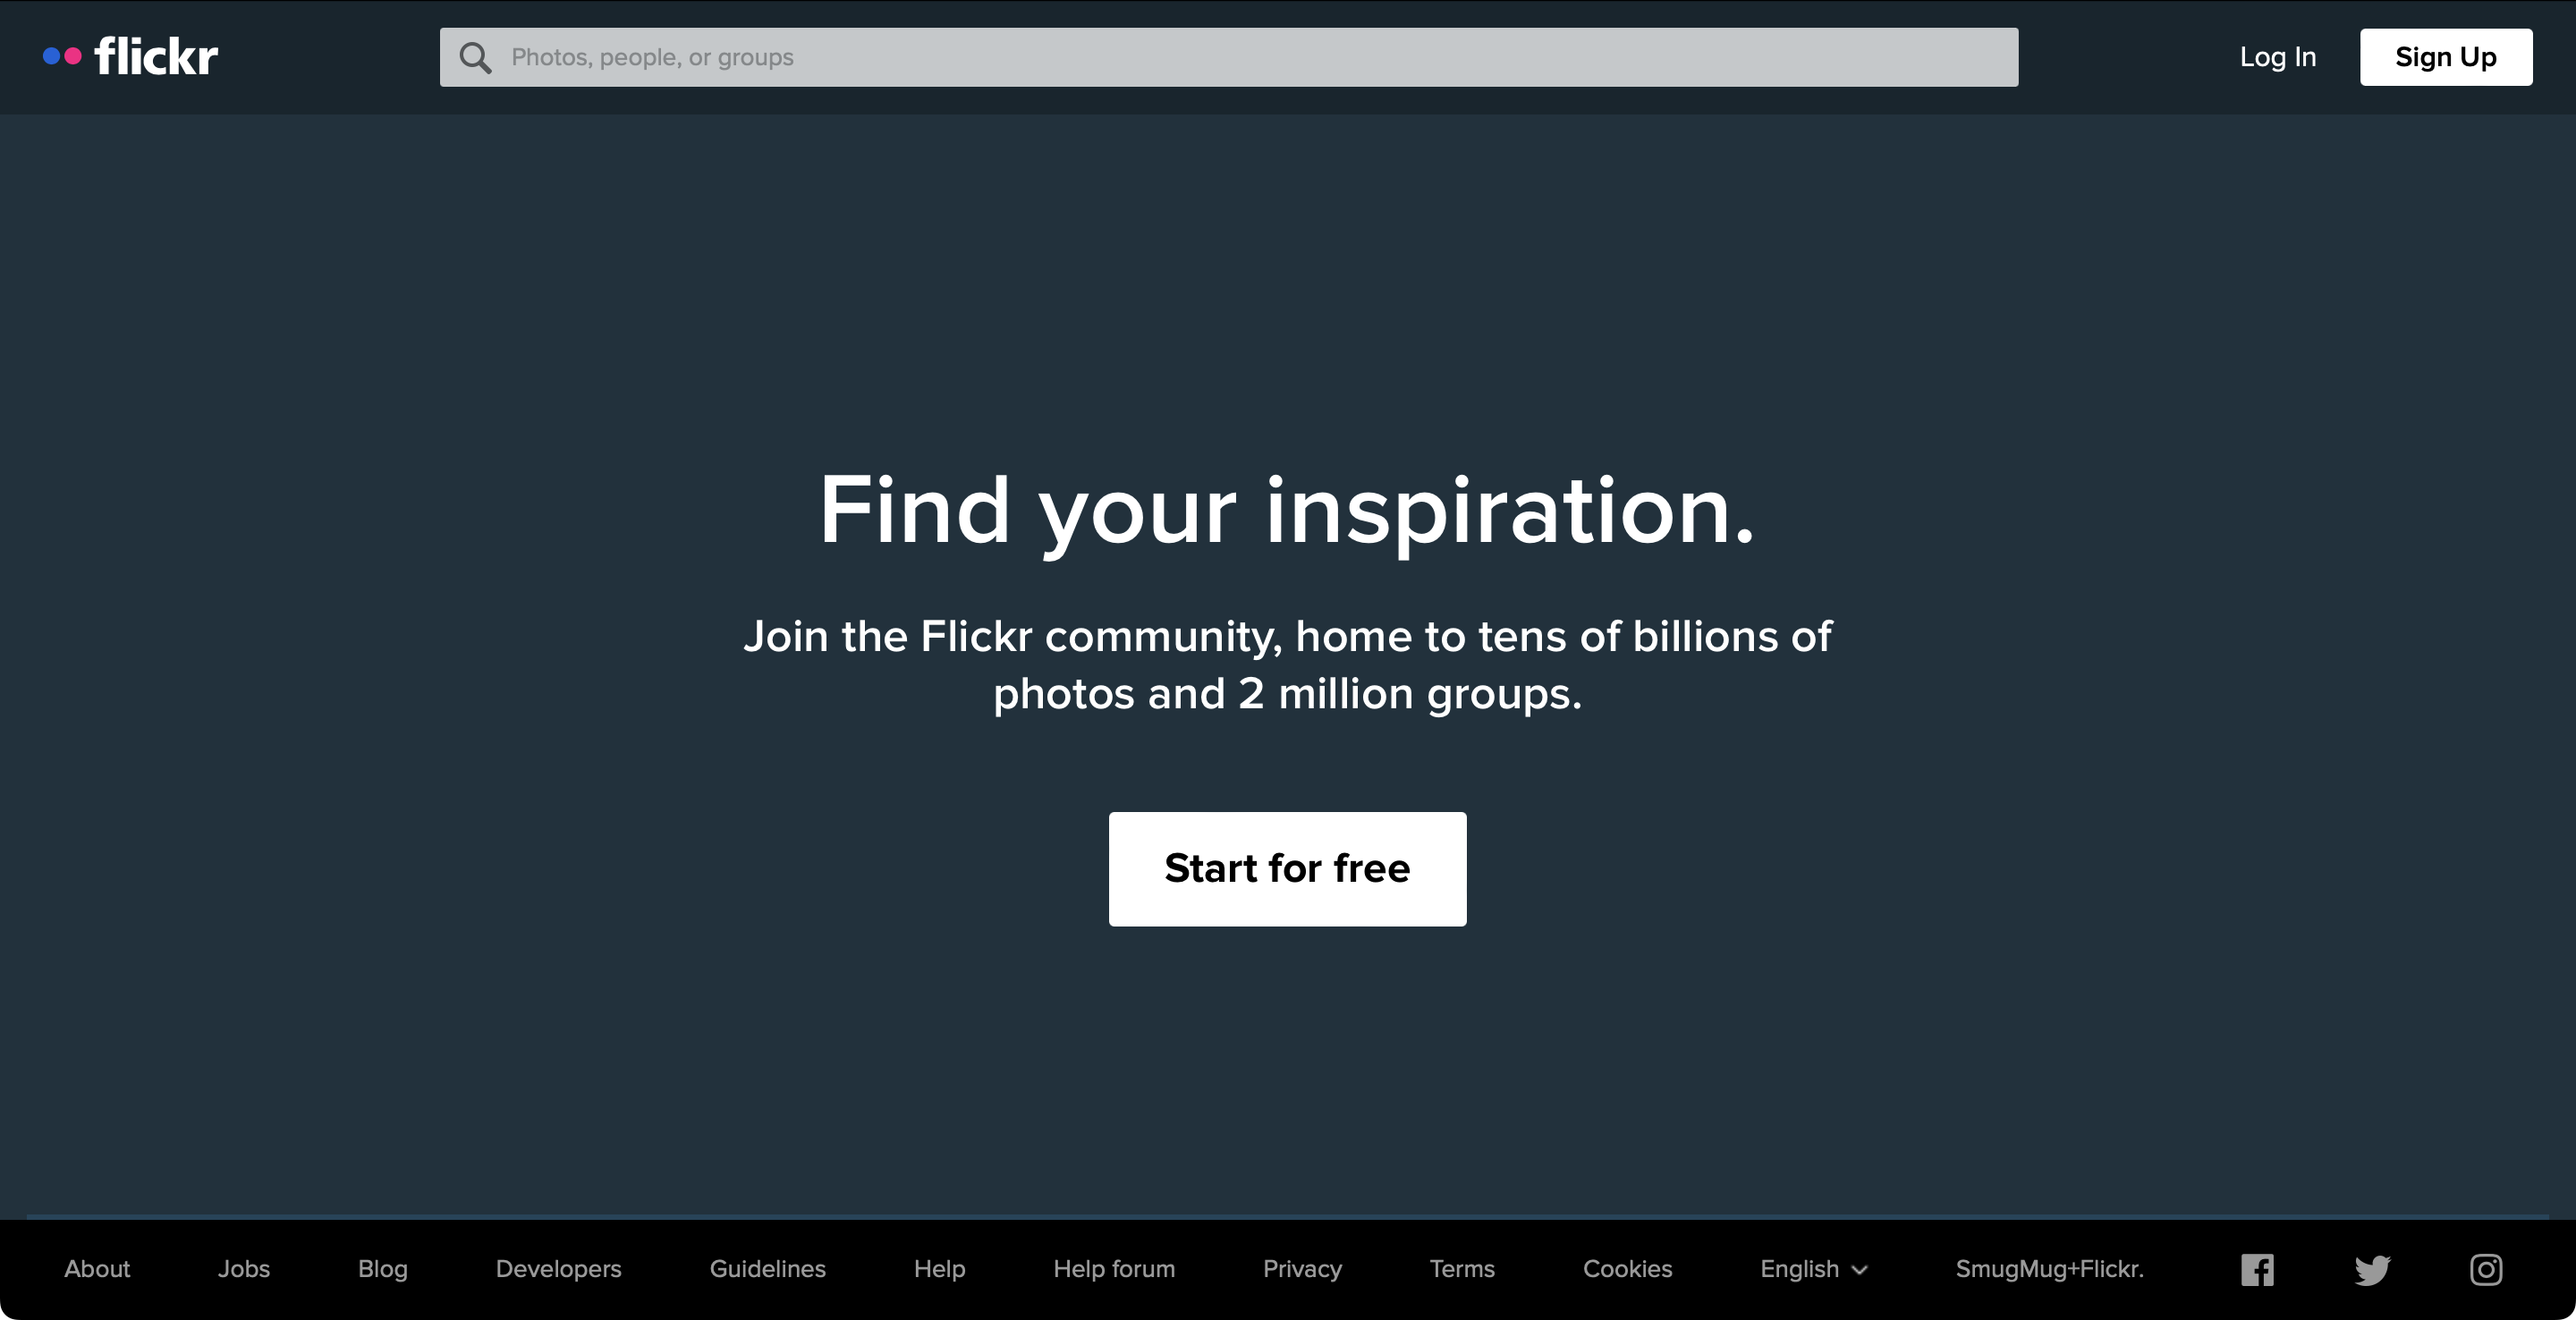 flickr
Photos, people, or groups
Log In
Sign Up
Find your inspiration.
Join the Flickr community, home to tens of billions of
photos and 2 million groups.
Start for free
About
Jobs
Blog
Developers
Guidelines
Help
Help forum
Privacy
Terms
Cookies
English
SmugMug+Flickr.